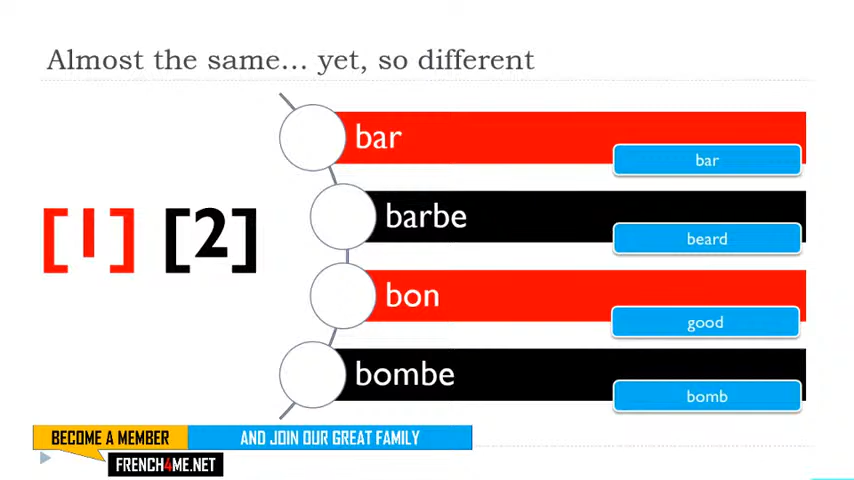 Almost the same... yet, so different
[1] [2]
bar
bar
barbe
beard
bon
good
bombe
bomb
BECOME A MEMBER
AND JOIN OUR GREAT FAMILY
FRENCH4ME.NET